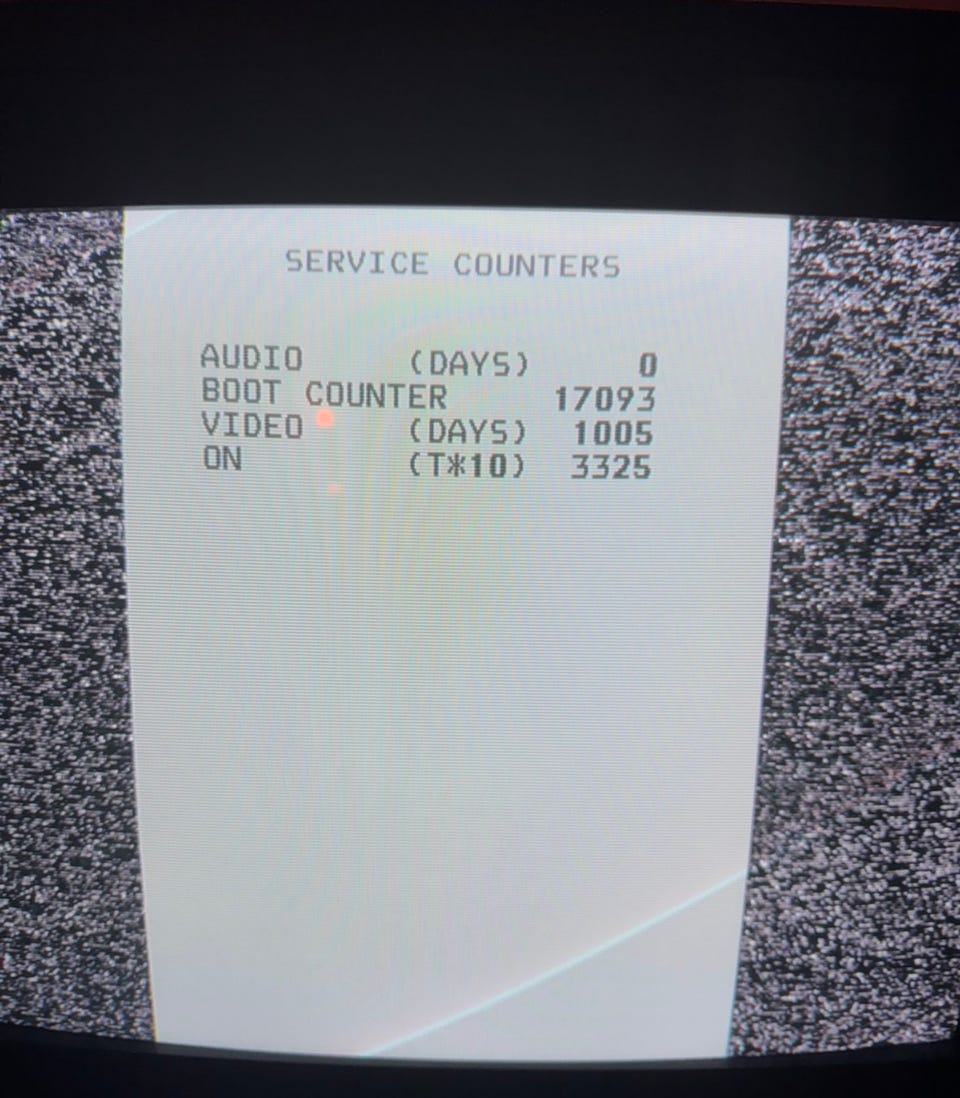 SERVICE COUNTERS
AUDIO (DAYS) 0
BOOT COUNTER 17093
VIDEO (DAYS) 1005
ON (T*10) 3325